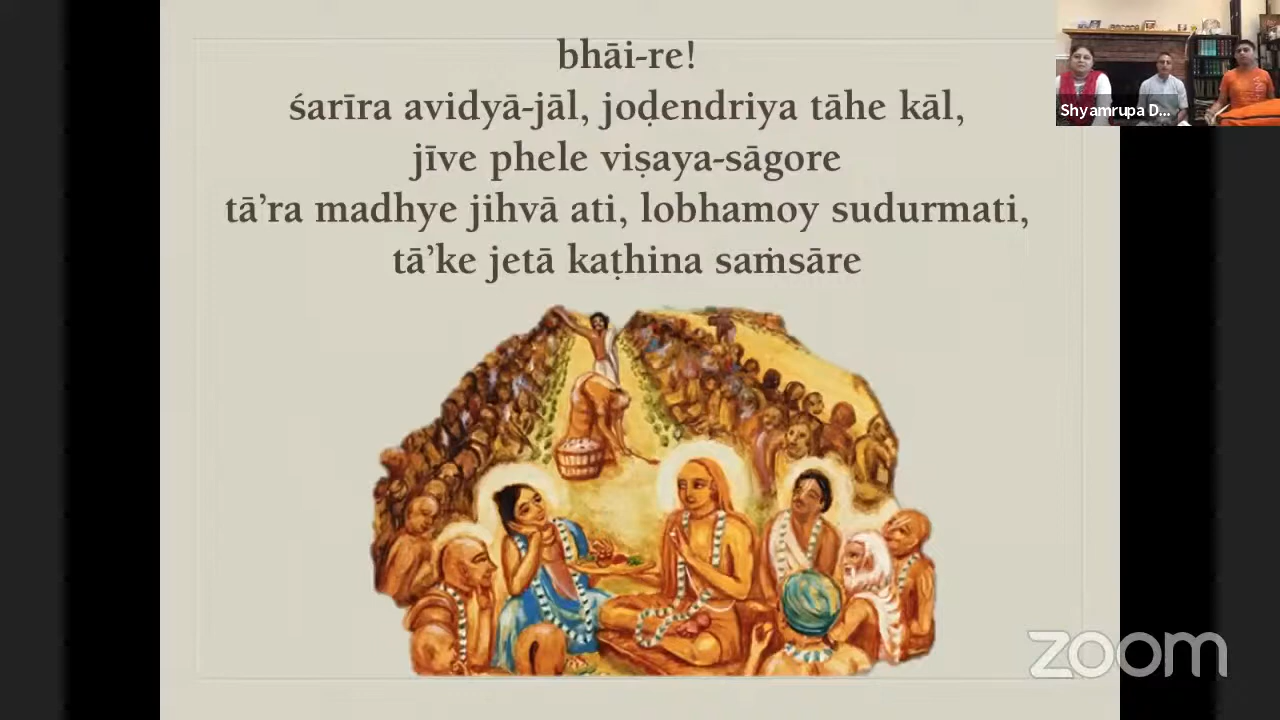 bhāi-re!
śarīra avidyā-jāl, joḍendriya tāhe kāl,
jīve phele viṣaya-sāgore
tā’ra madhye jihvā ati, lobhamoy sudurmati,
tā’ke jetā kaṭhina saṁsāre
Shyamrupa D...
zoom